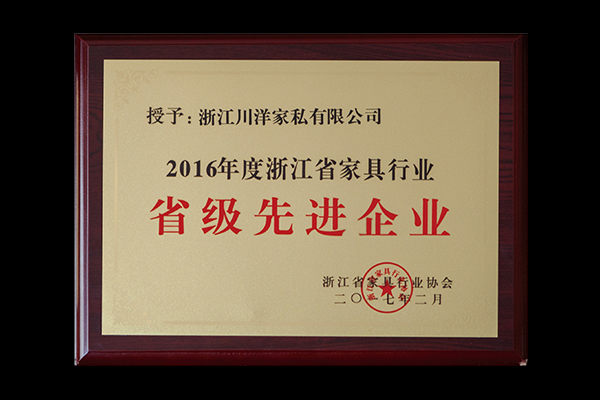 授予：浙江川洋家私有限公司
2016年度浙江省家具行业
省级先进企业
浙江省家具行业协会
二〇一七年二月